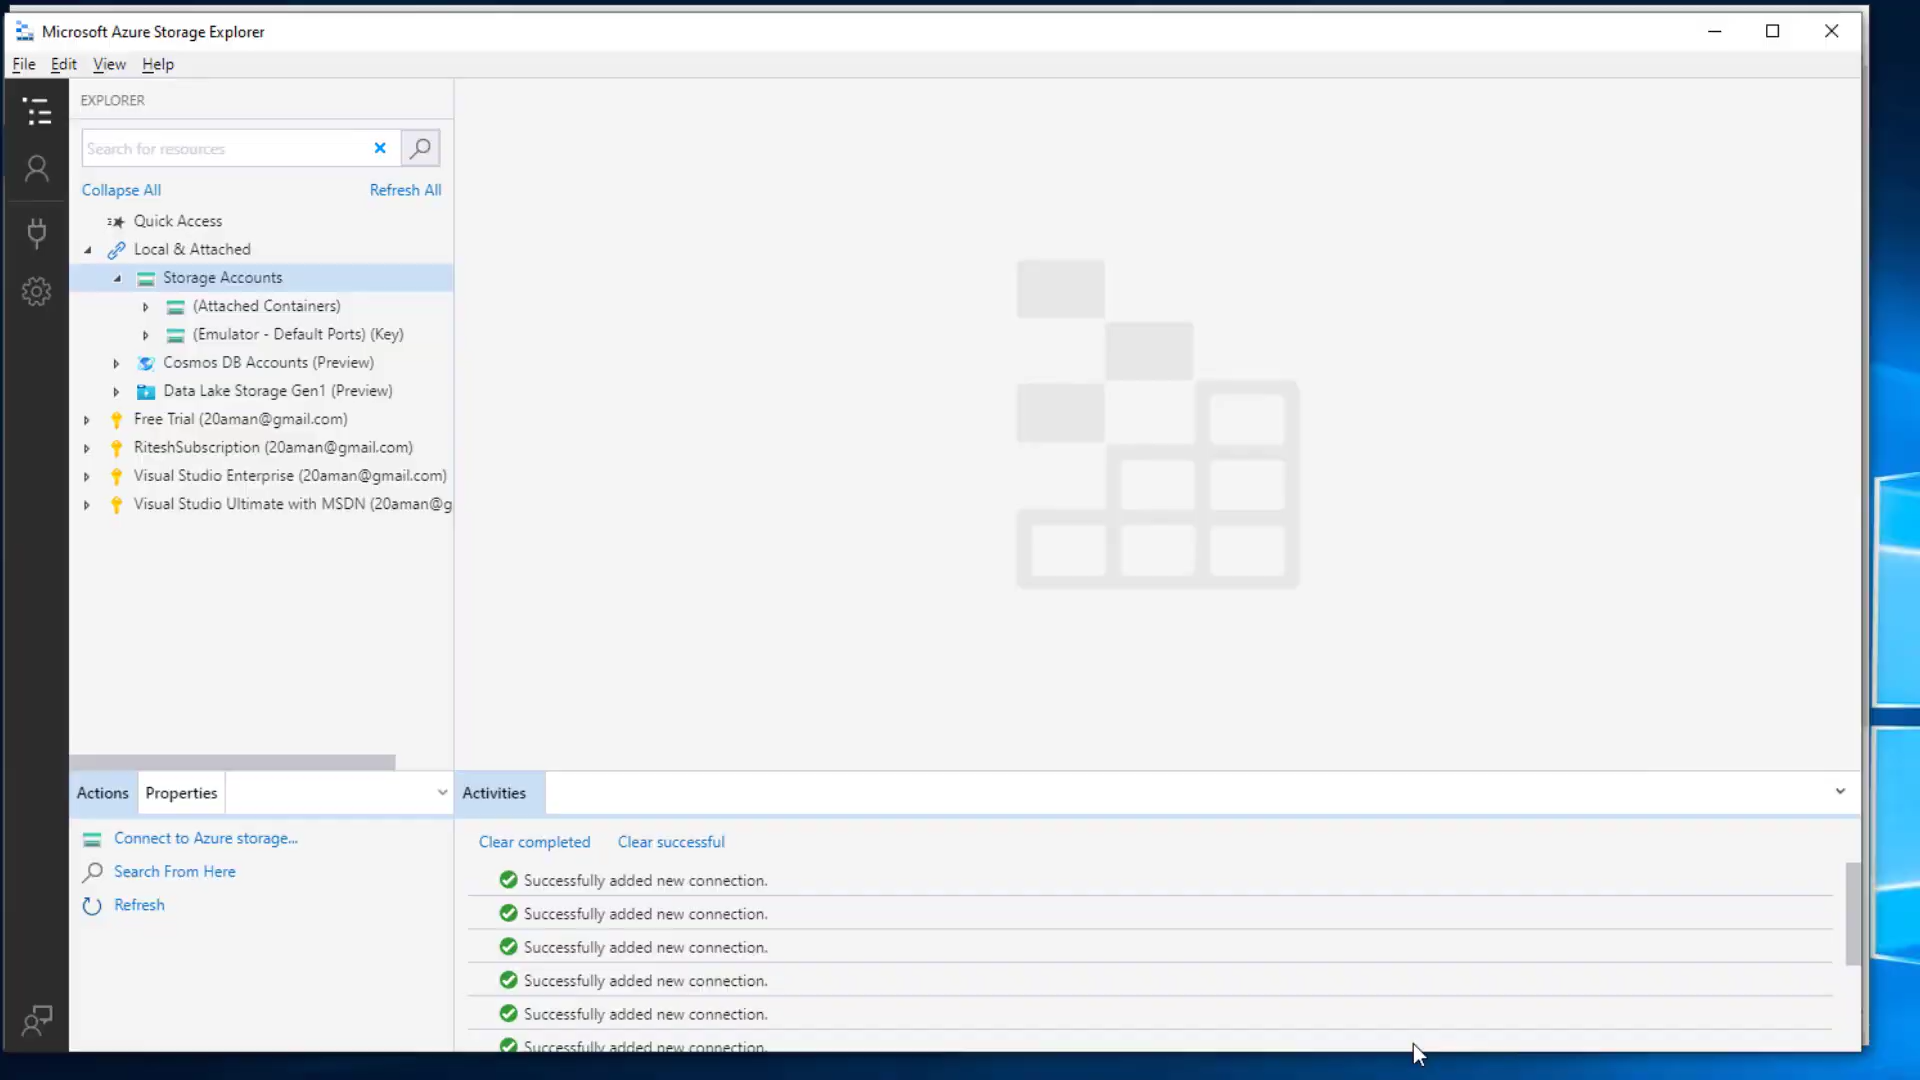 Microsoft Azure Storage Explorer
File Edit View Help
EXPLORER
Search for resources
Collapse All Refresh All
Quick Access
Local & Attached
Storage Accounts
(Attached Containers)
(Emulator - Default Ports) (Key)
Cosmos DB Accounts (Preview)
Data Lake Storage Gen1 (Preview)
Free Trial (20aman@gmail.com)
RiteshSubscription (20aman@gmail.com)
Visual Studio Enterprise (20aman@gmail.com)
Visual Studio Ultimate with MSDN (20aman@g
Actions Properties
Connect to Azure storage...
Search From Here
Refresh
Activities
Clear completed Clear successful
Successfully added new connection.
Successfully added new connection.
Successfully added new connection.
Successfully added new connection.
Successfully added new connection.
Successfully added new connection.